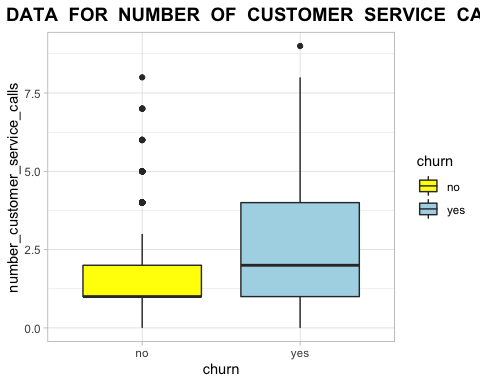 DATA FOR NUMBER OF CUSTOMER SERVICE CA
number_customer_service_calls
7.5
5.0
2.5
0.0
no
yes
churn
churn
no
yes